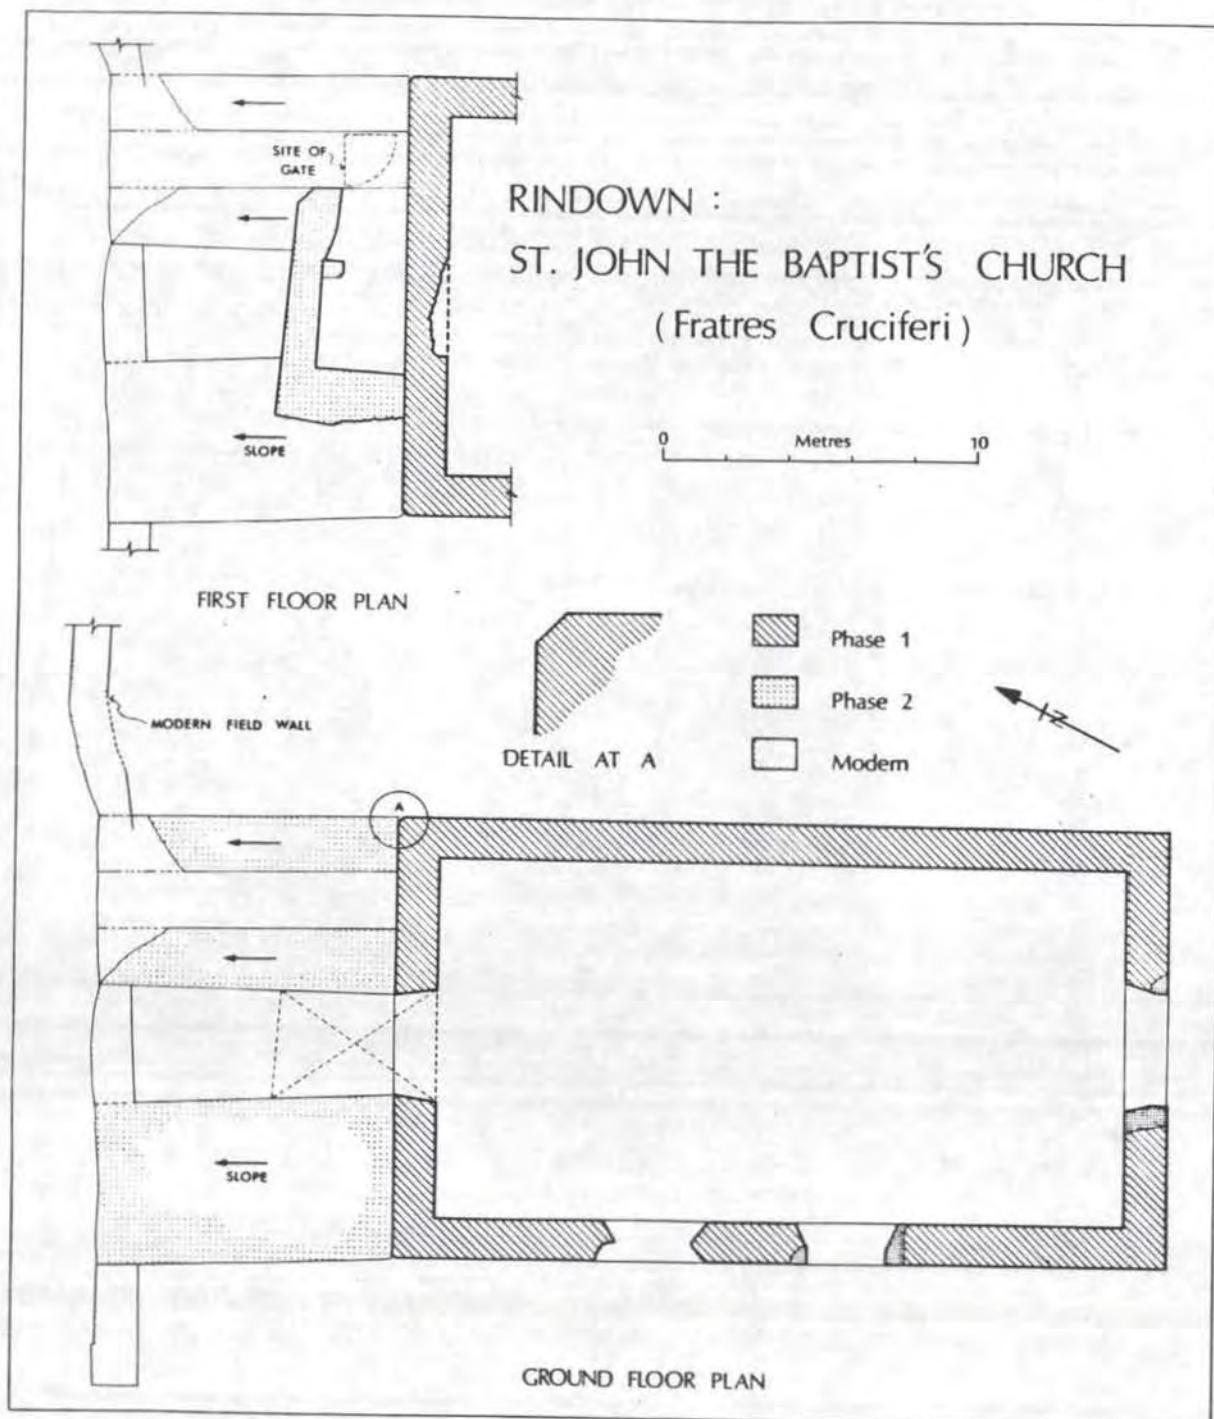 SITE OF
GATE
RINDOWN :
ST. JOHN THE BAPTIST'S CHURCH
(Fratres Cruciferi)
0 Metres 10
SLOPE
FIRST FLOOR PLAN
MODERN FIELD WALL
DETAIL AT A
Phase 1
Phase 2
Modern
N
A
SLOPE
GROUND FLOOR PLAN